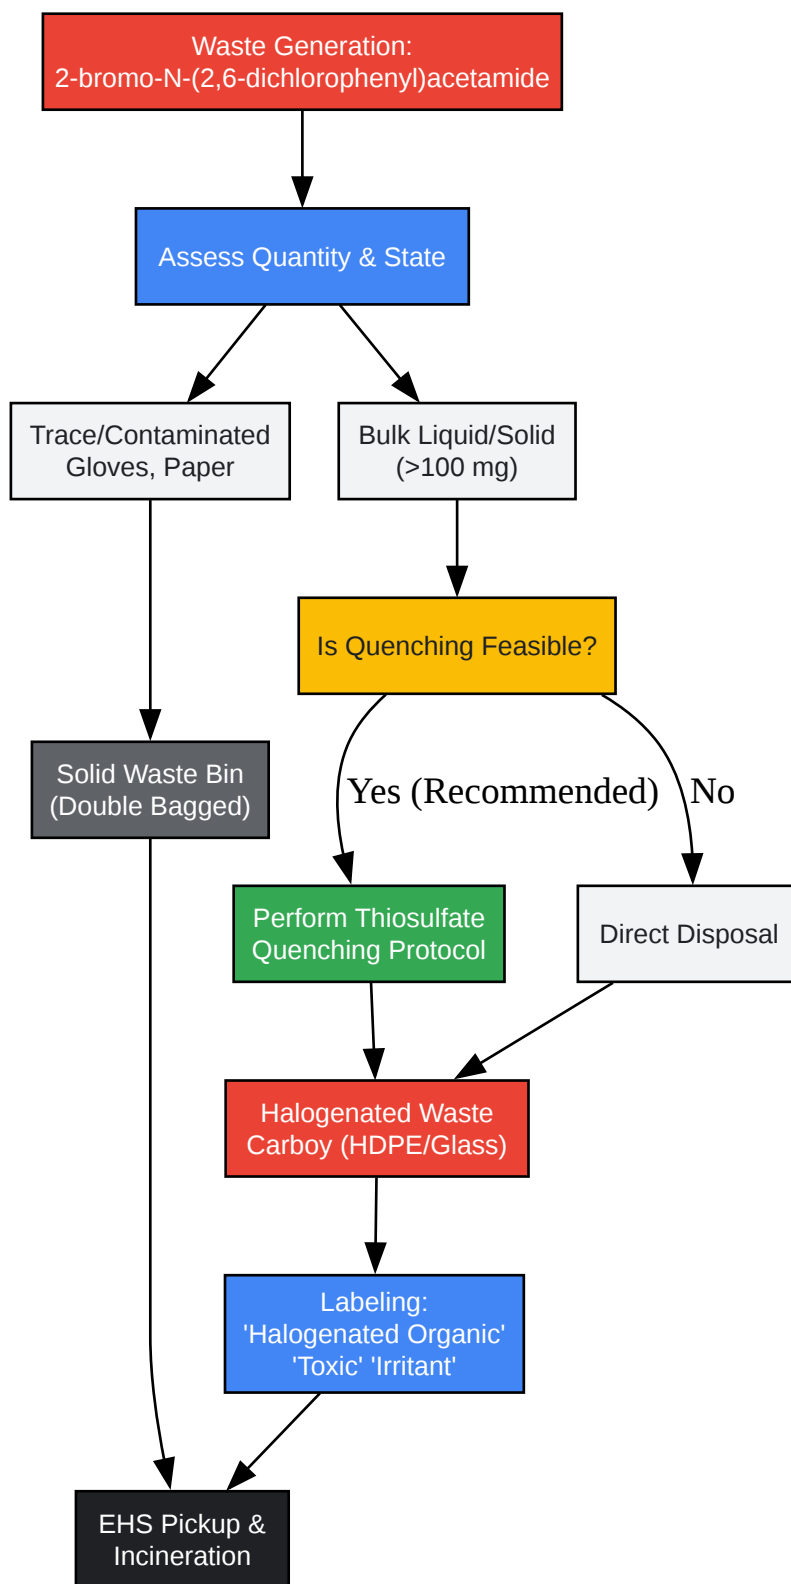 Waste Generation:
2-bromo-N-(2,6-dichlorophenyl)acetamide
Assess Quantity & State
Trace/Contaminated
Gloves, Paper
Bulk Liquid/Solid
(>100 mg)
Is Quenching Feasible?
Solid Waste Bin
(Double Bagged)
Yes (Recommended)
No
Perform Thiosulfate
Quenching Protocol
Direct Disposal
Halogenated Waste
Carboy (HDPE/Glass)
Labeling:
'Halogenated Organic'
'Toxic' 'Irritant'
EHS Pickup &
Incineration